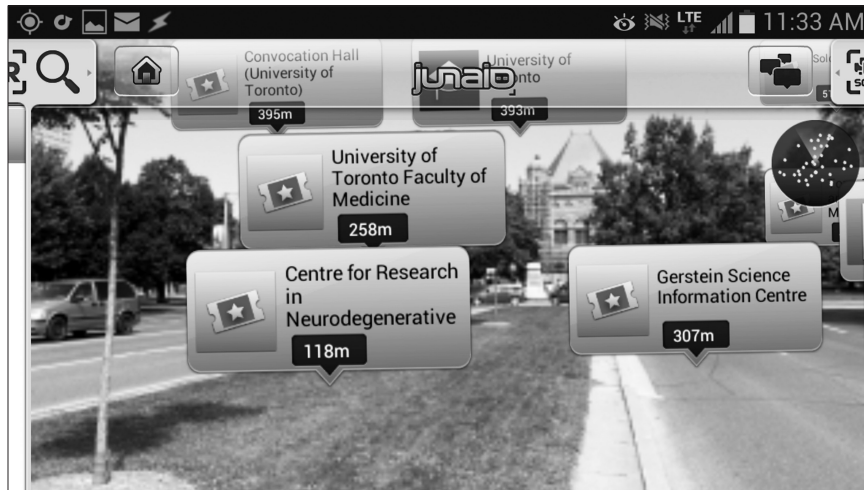 LTE 11:33 AM
Convocation Hall
(University of
Toronto)
395m
junaio
University of
393m
University of
Toronto Faculty of
Medicine
258m
Centre for Research
in
Neurodegenerative
118m
Gerstein Science
Information Centre
307m